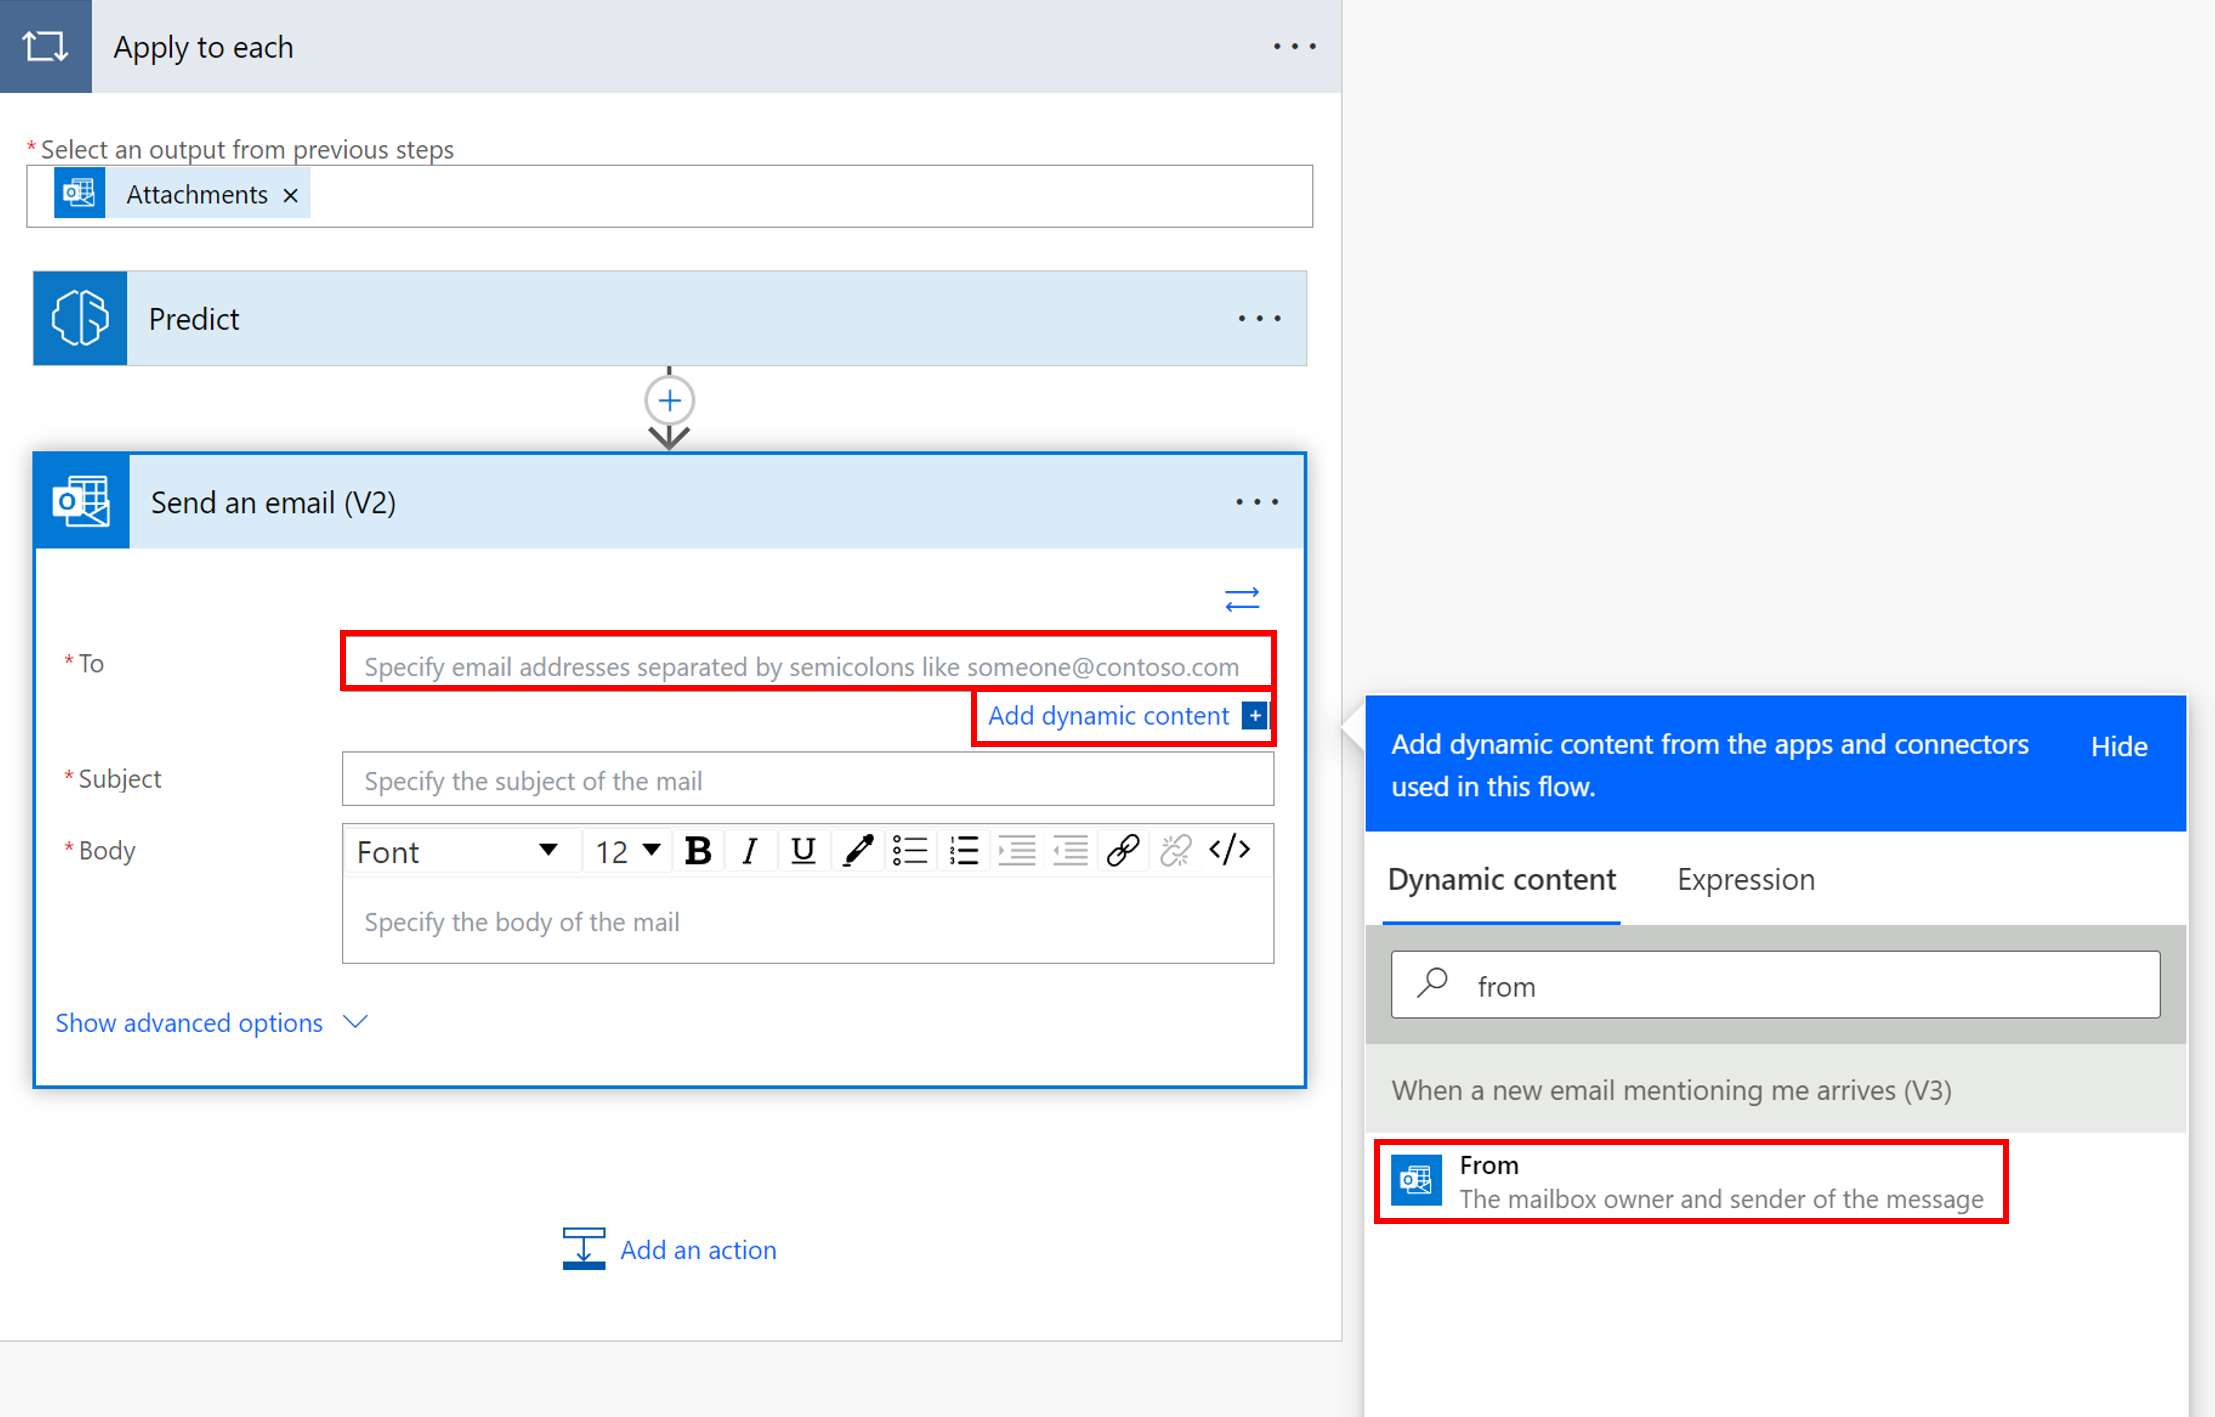 Apply to each
* Select an output from previous steps
Attachments ×
Predict
Send an email (V2)
* To
Specify email addresses separated by semicolons like someone@contoso.com
Add dynamic content +
* Subject
Specify the subject of the mail
* Body
Font 12 B I U </>
Specify the body of the mail
Show advanced options
Add an action
Add dynamic content from the apps and connectors
used in this flow.
Hide
Dynamic content Expression
from
When a new email mentioning me arrives (V3)
From
The mailbox owner and sender of the message